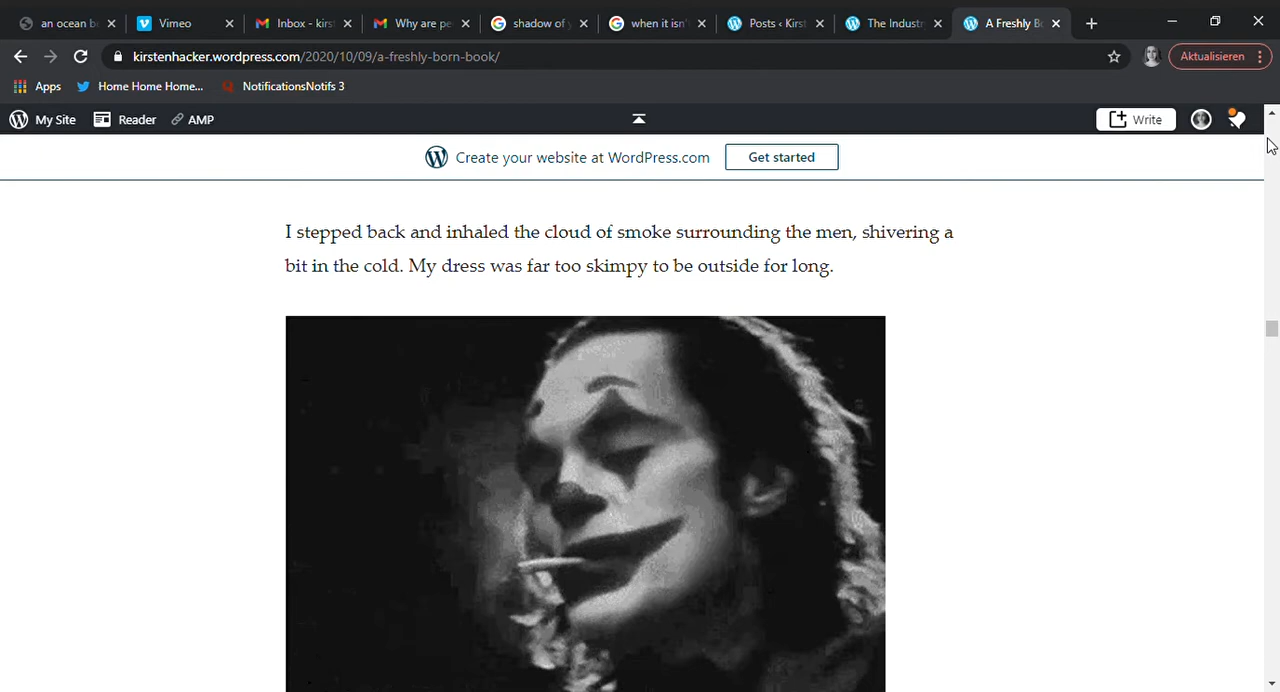 an ocean b
Vimeo
Inbox - kirs
Why are pe
shadow of
when it isn'
Posts ‹ Kirst
The Industr
A Freshly Bo
kirstenhacker.wordpress.com/2020/10/09/a-freshly-born-book/
Aktualisieren
Apps
Home Home Home...
NotificationsNotifs 3
My Site
Reader
AMP
Write
Create your website at WordPress.com
Get started
I stepped back and inhaled the cloud of smoke surrounding the men, shivering a
bit in the cold. My dress was far too skimpy to be outside for long.